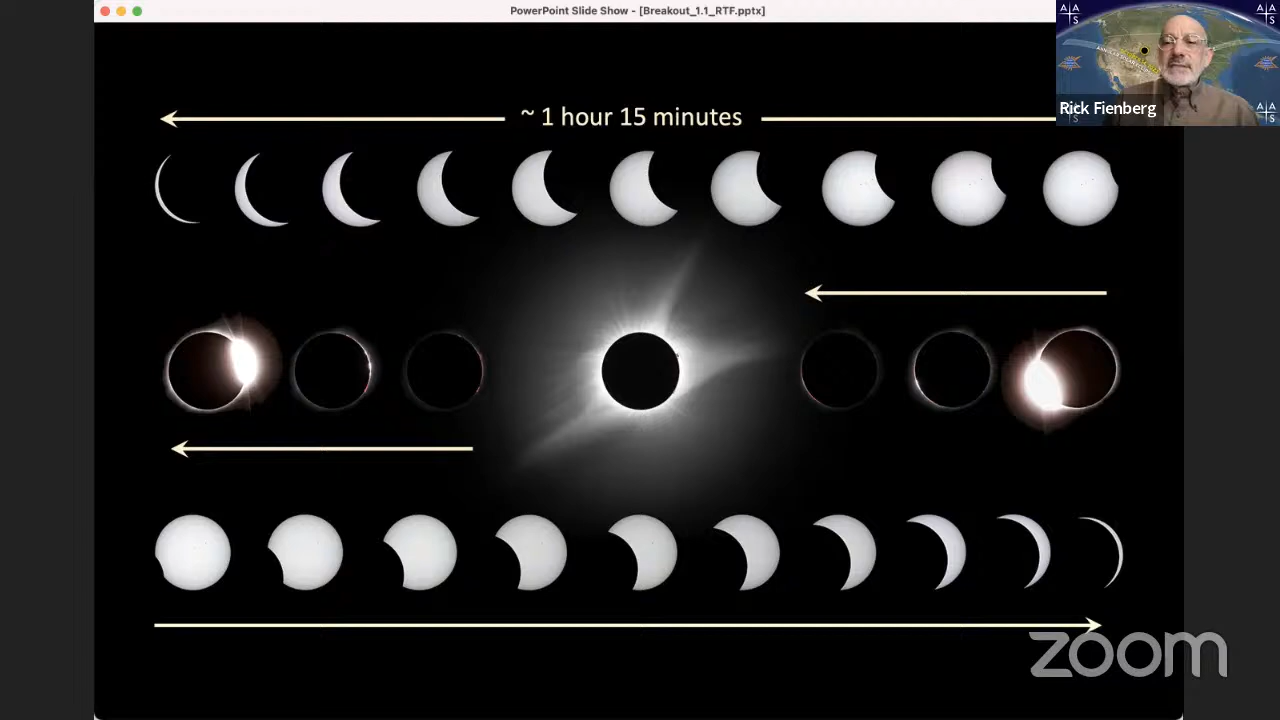 PowerPoint Slide Show - [Breakout_1.1_RTF.pptx]
A A
S S
Rick Fienberg
A
S
~ 1 hour 15 minutes
zoom